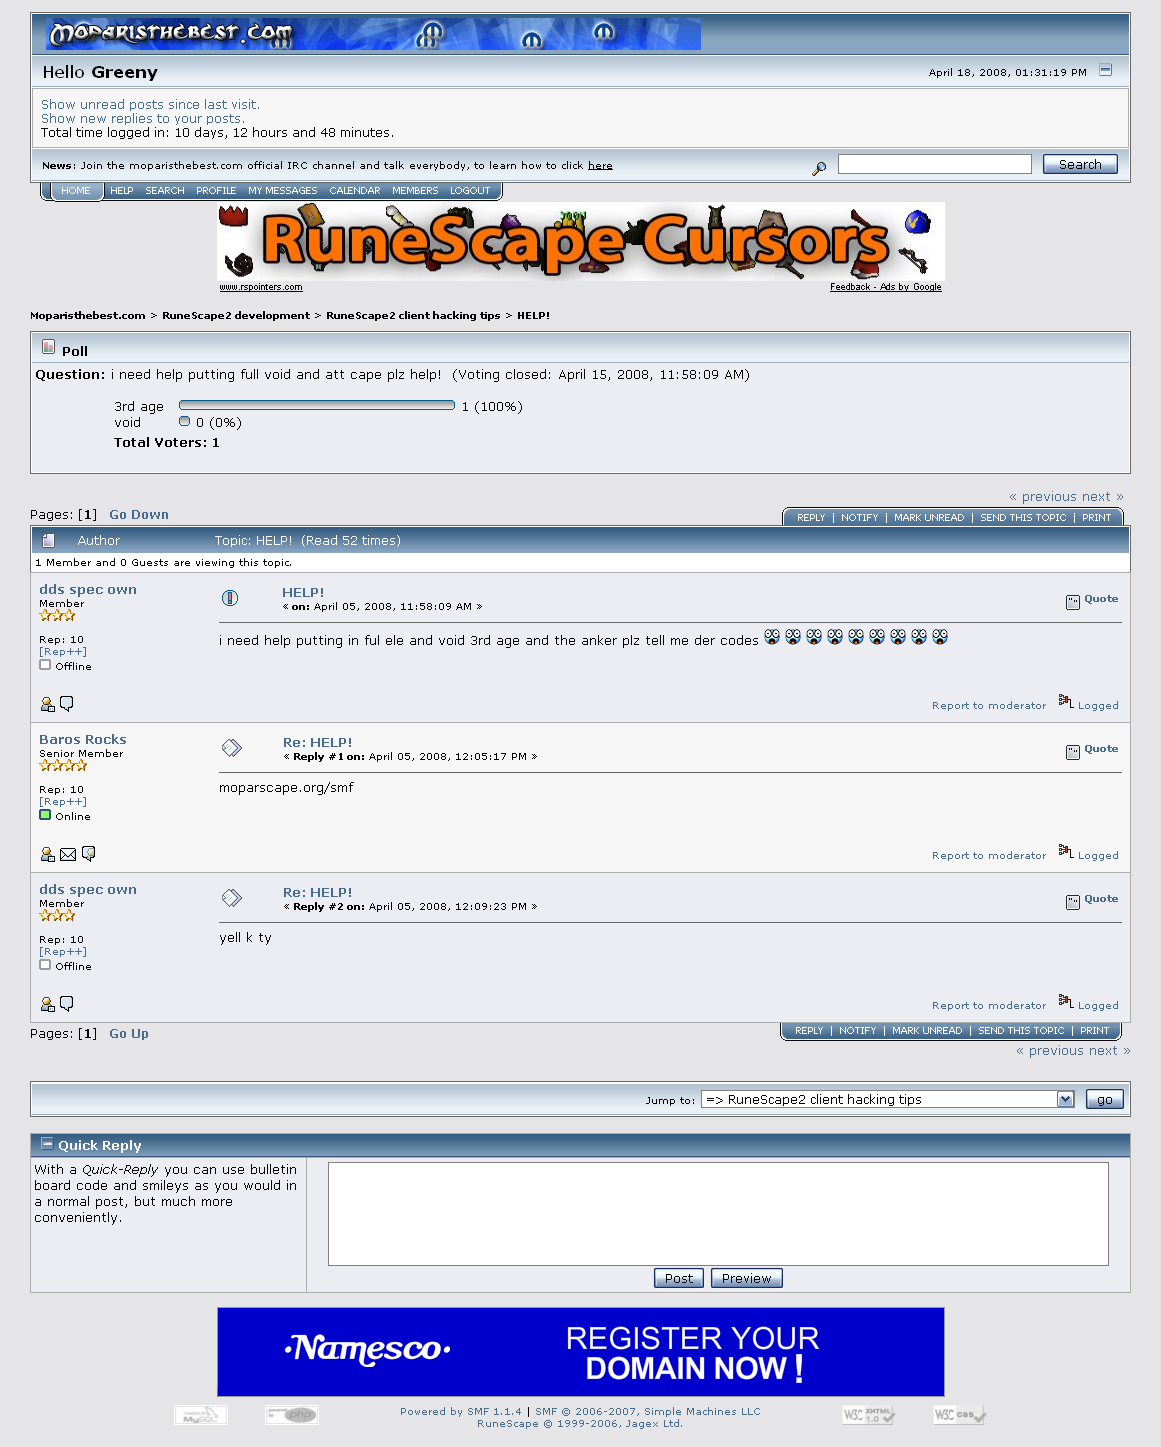 MOPARISTHEBEST.COM
Hello Greeny
April 18, 2008, 01:31:19 PM
Show unread posts since last visit.
Show new replies to your posts.
Total time logged in: 10 days, 12 hours and 48 minutes.
News: Join the moparisthebest.com official IRC channel and talk everybody, to learn how to click here
Search
HOME HELP SEARCH PROFILE MY MESSAGES CALENDAR MEMBERS LOGOUT
RuneScape Cursors
www.rspointers.com
Feedback - Ads by Google
Moparisthebest.com > RuneScape2 development > RuneScape2 client hacking tips > HELP!
Poll
Question: i need help putting full void and att cape plz help! (Voting closed: April 15, 2008, 11:58:09 AM)
3rd age 1 (100%)
void 0 (0%)
Total Voters: 1
« previous next »
Pages: [1] Go Down
REPLY | NOTIFY | MARK UNREAD | SEND THIS TOPIC | PRINT
Author Topic: HELP! (Read 52 times)
1 Member and 0 Guests are viewing this topic.
dds spec own
Member
Rep: 10
[Rep++]
Offline
HELP!
« on: April 05, 2008, 11:58:09 AM »
Quote
i need help putting in ful ele and void 3rd age and the anker plz tell me der codes
Report to moderator Logged
Baros Rocks
Senior Member
Rep: 10
[Rep++]
Online
Re: HELP!
« Reply #1 on: April 05, 2008, 12:05:17 PM »
Quote
moparscape.org/smf
Report to moderator Logged
dds spec own
Member
Rep: 10
[Rep++]
Offline
Re: HELP!
« Reply #2 on: April 05, 2008, 12:09:23 PM »
Quote
yell k ty
Report to moderator Logged
Pages: [1] Go Up
REPLY | NOTIFY | MARK UNREAD | SEND THIS TOPIC | PRINT
« previous next »
Jump to: => RuneScape2 client hacking tips go
Quick Reply
With a Quick-Reply you can use bulletin
board code and smileys as you would in
a normal post, but much more
conveniently.
Post Preview
Namesco
REGISTER YOUR
DOMAIN NOW!
MySQL
php
Powered by SMF 1.1.4 | SMF © 2006-2007, Simple Machines LLC
RuneScape © 1999-2006, Jagex Ltd.
W3C XHTML 1.0
W3C css